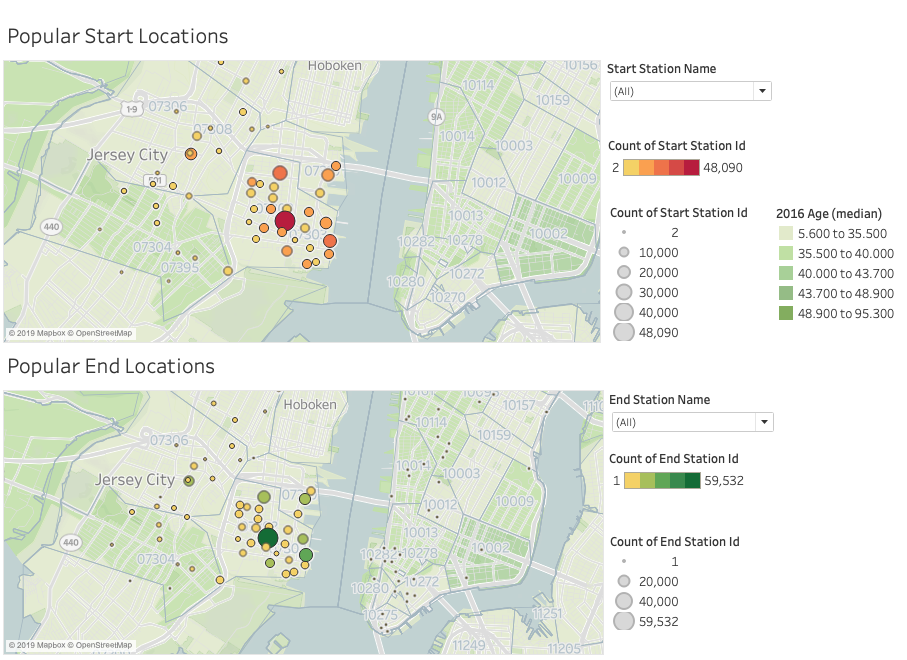 Popular Start Locations
Hoboken
10156
Start Station Name
(All)
10114
10159
1-9
07306
9A
10003
Jersey City
Count of Start Station Id
2
48,090
501
10012
10009
10013
440
07304
10282
10278
10002
07395
10272
10280
10270
Count of Start Station Id
2
10,000
20,000
30,000
40,000
48,090
2016 Age (median)
5.600 to 35.500
35.500 to 40.000
40.000 to 43.700
43.700 to 48.900
48.900 to 95.300
© 2019 Mapbox © OpenStreetMap
Popular End Locations
Hoboken
10157
End Station Name
(All)
10114
10159
07306
Jersey City
10003
Count of End Station Id
1
59,532
10009
10013
440
07304
10282
10278
10002
10280
10272
10275
11251
11249
11205
Count of End Station Id
1
20,000
40,000
59,532
© 2019 Mapbox © OpenStreetMap